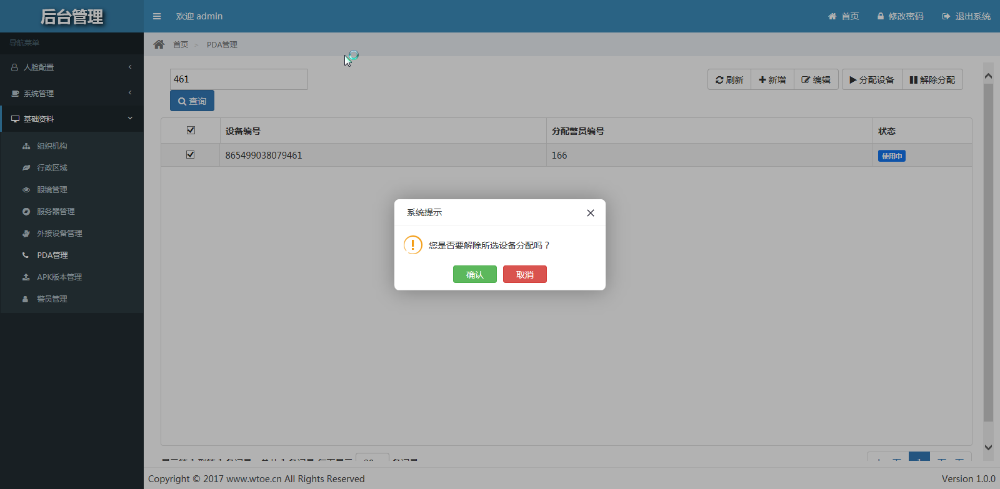 后台管理
欢迎 admin
首页
修改密码
退出系统
导航菜单
首页 > PDA管理
人脸配置
系统管理
基础资料
组织机构
行政区域
眼镜管理
服务器管理
外接设备管理
PDA管理
APK版本管理
警员管理
461
查询
刷新
新增
编辑
分配设备
解除分配
设备编号 分配警员编号 状态
865499038079461 166 使用中
系统提示
您是否要解除所选设备分配吗？
确认 取消
Copyright © 2017 www.wtoe.cn All Rights Reserved
Version 1.0.0